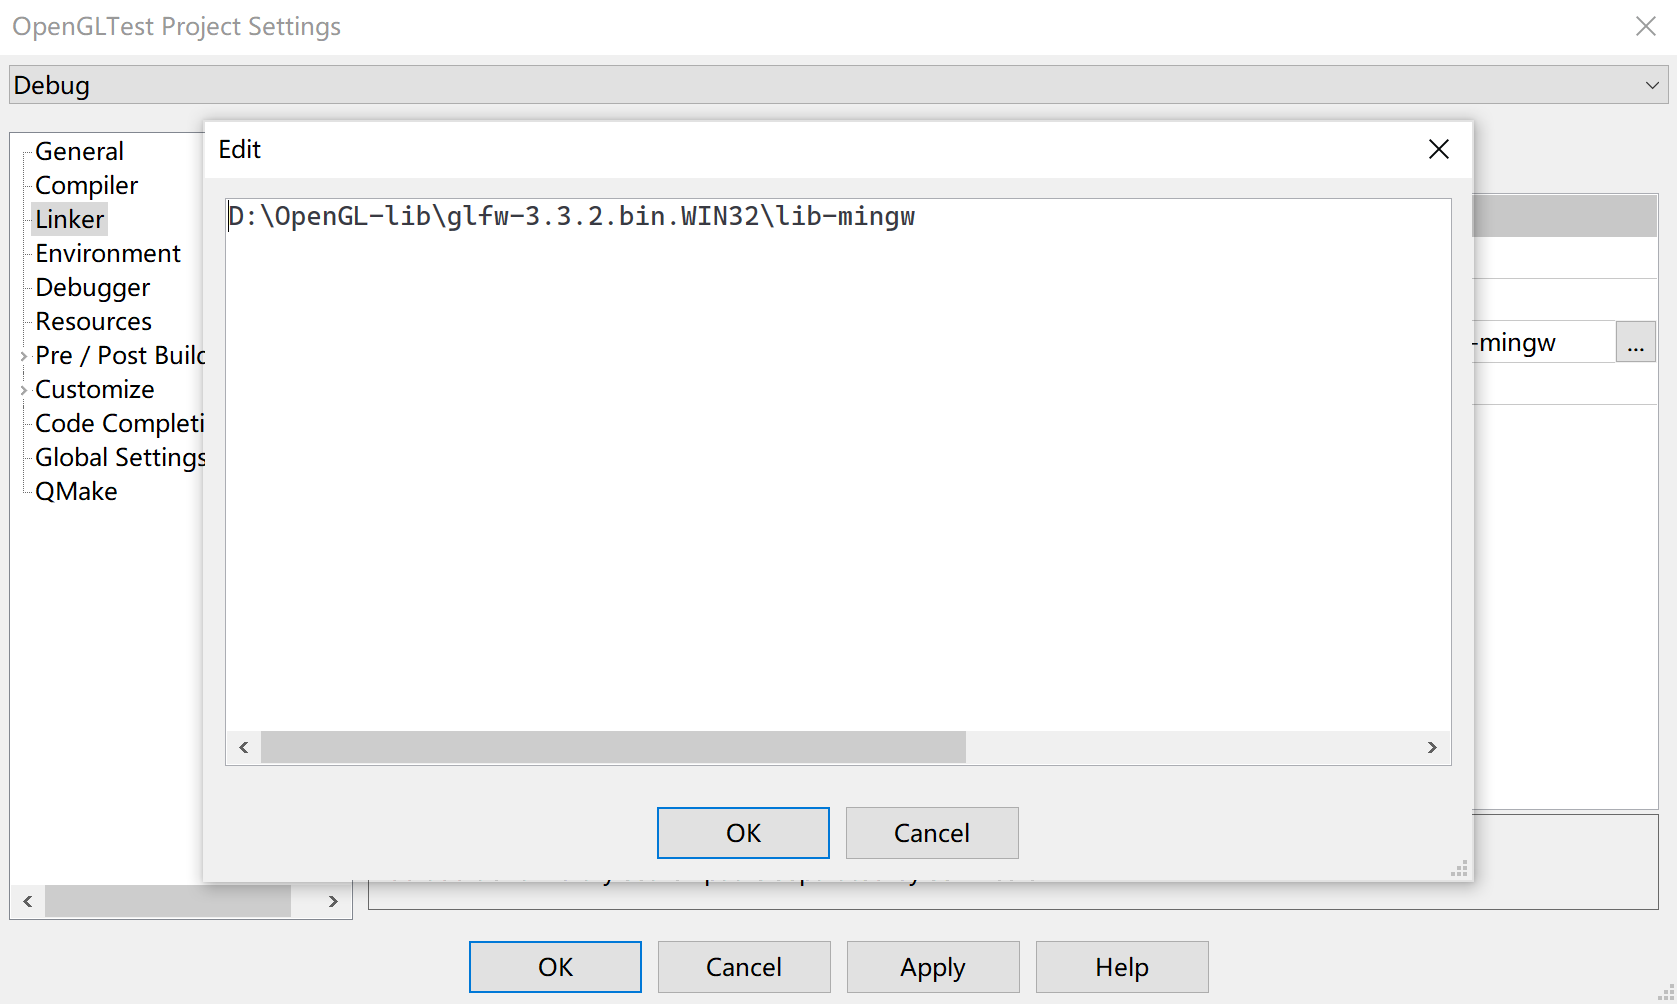 OpenGLTest Project Settings
Debug
Edit
General
Compiler
Linker
Environment
Debugger
Resources
Pre / Post Build
Customize
Code Completi
Global Settings
QMake
D:\OpenGL-lib\glfw-3.3.2.bin.WIN32\lib-mingw
-mingw
...
OK
Cancel
OK
Cancel
Apply
Help